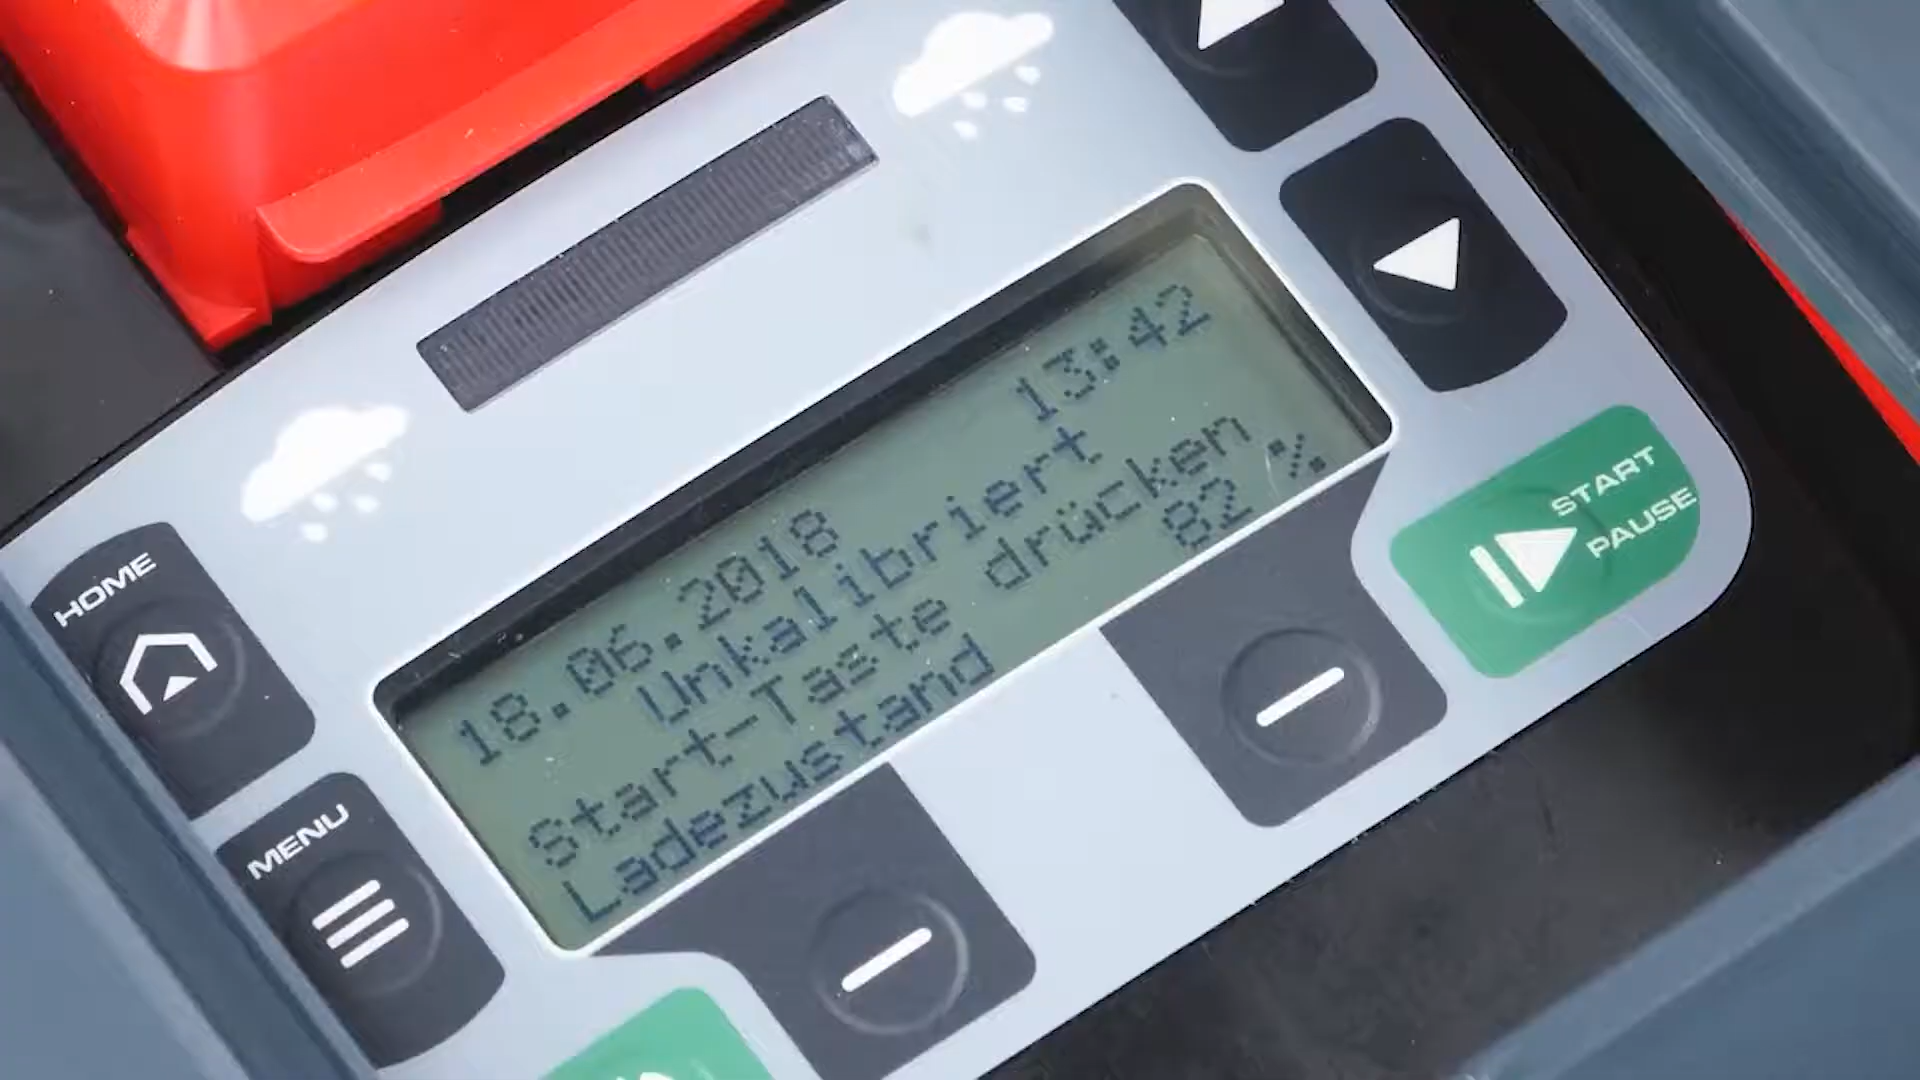 18.06.2018 13:42
Unkalibriert
Start-Taste drücken
Ladezustand 82 %
HOME
MENU
START
PAUSE